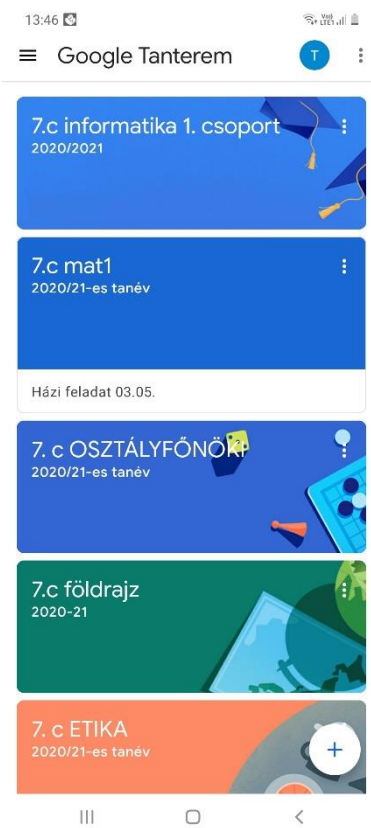 13:46
Google Tanterem
T
7.c informatika 1. csoport
2020/2021
7.c mat1
2020/21-es tanév
Házi feladat 03.05.
7. c OSZTÁLYFŐNÖKI
2020/21-es tanév
7.c földrajz
2020-21
7. c ETIKA
2020/21-es tanév